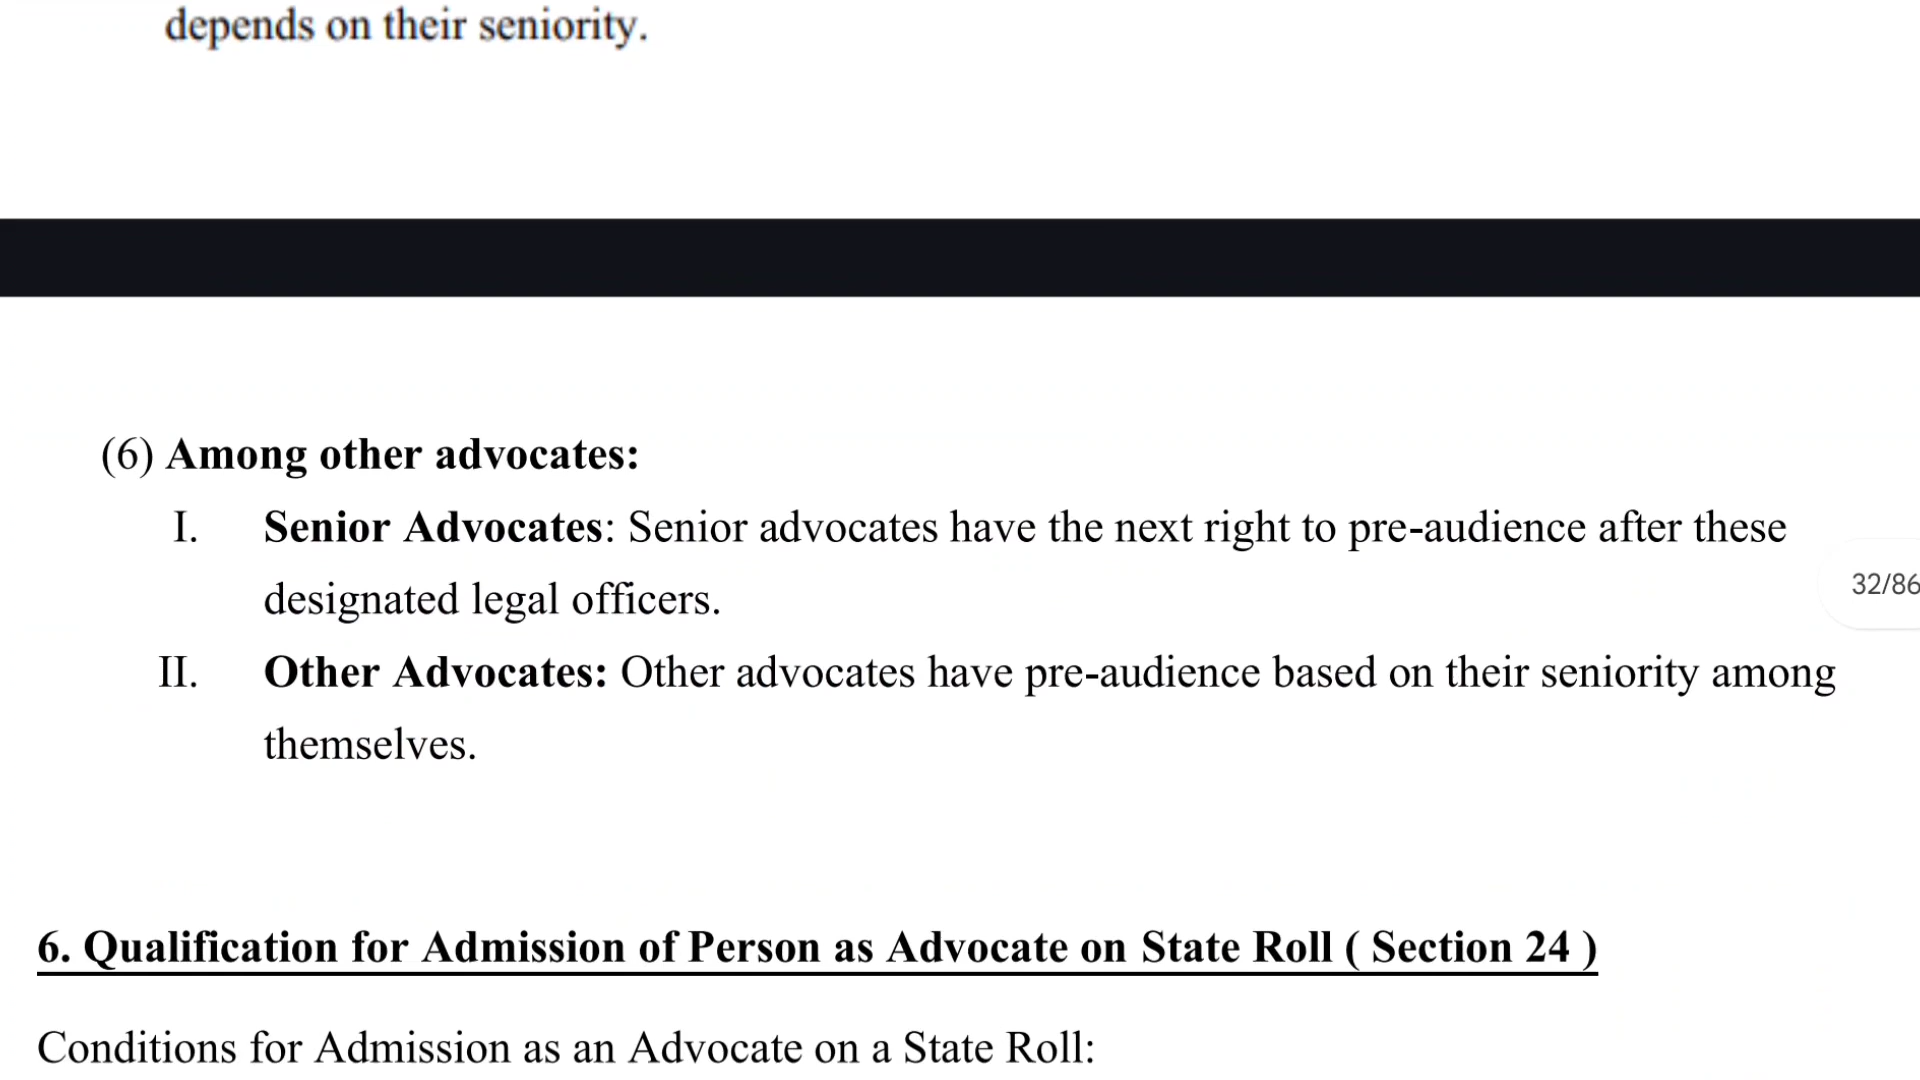 depends on their seniority.
(6) Among other advocates:
I. Senior Advocates: Senior advocates have the next right to pre-audience after these
designated legal officers.
32/86
II. Other Advocates: Other advocates have pre-audience based on their seniority among
themselves.
6. Qualification for Admission of Person as Advocate on State Roll ( Section 24 )
Conditions for Admission as an Advocate on a State Roll: